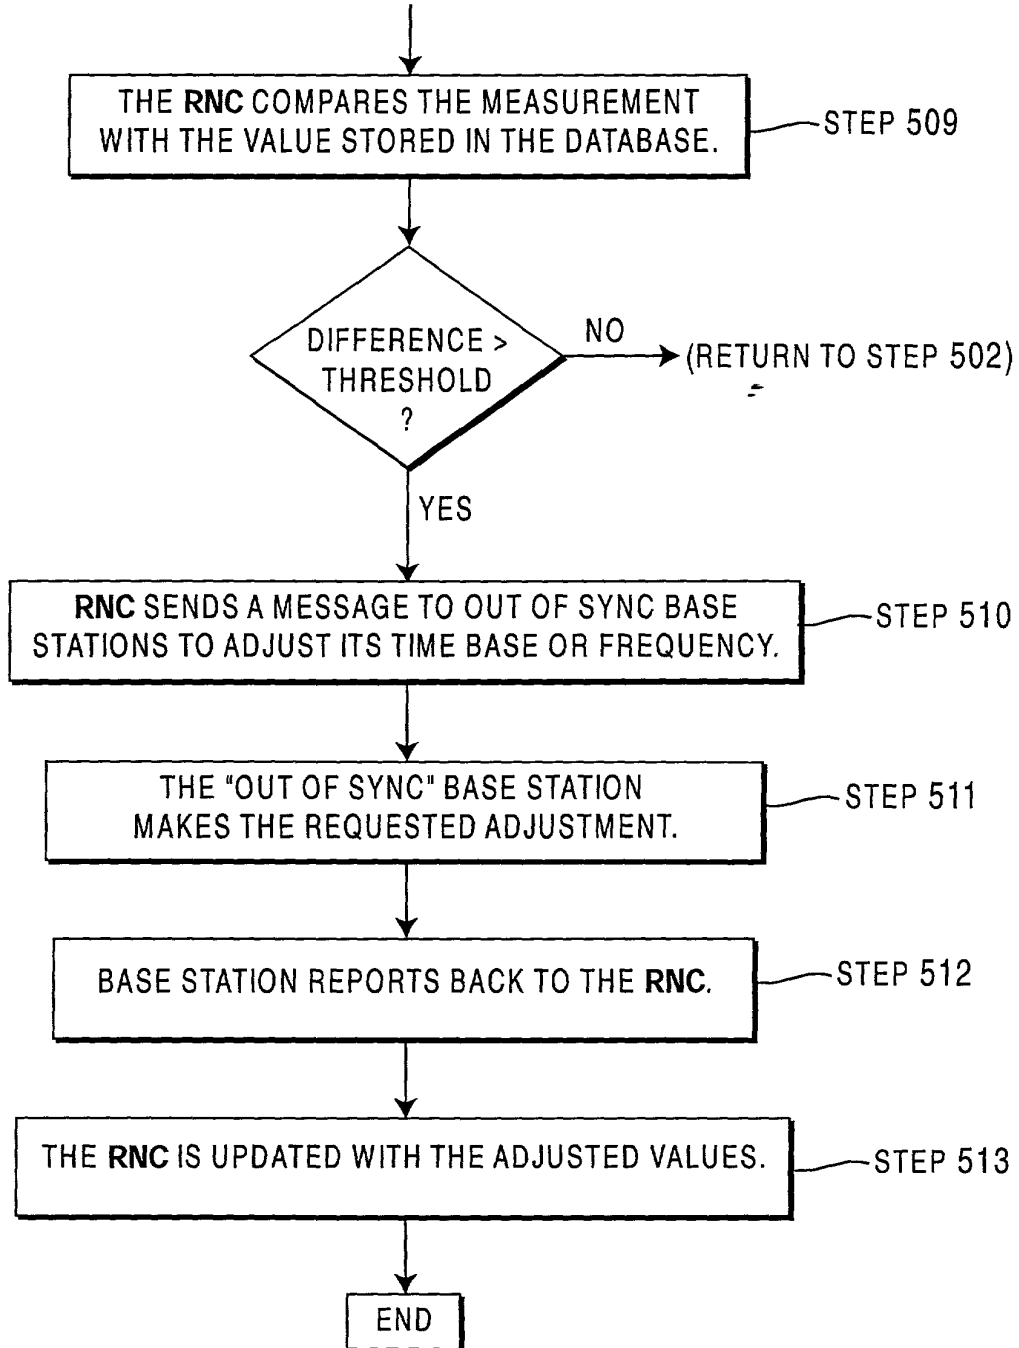 THE RNC COMPARES THE MEASUREMENT
WITH THE VALUE STORED IN THE DATABASE.
STEP 509
DIFFERENCE >
THRESHOLD
?
NO
(RETURN TO STEP 502)
YES
RNC SENDS A MESSAGE TO OUT OF SYNC BASE
STATIONS TO ADJUST ITS TIME BASE OR FREQUENCY.
STEP 510
THE "OUT OF SYNC" BASE STATION
MAKES THE REQUESTED ADJUSTMENT.
STEP 511
BASE STATION REPORTS BACK TO THE RNC.
STEP 512
THE RNC IS UPDATED WITH THE ADJUSTED VALUES.
STEP 513
END